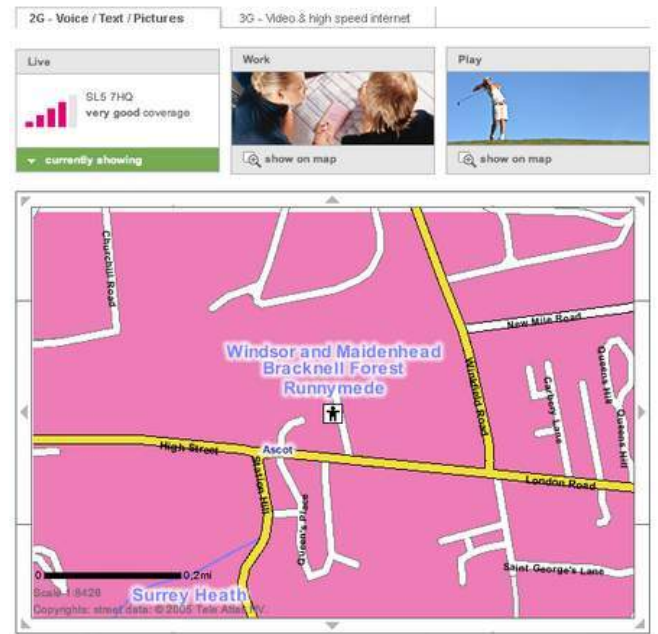 2G - Voice / Text / Pictures
3G - Video & high speed internet
Live
Work
Play
SL5 7HQ
very good coverage
currently showing
show on map
show on map
Churchill Road
New Mile Road
Windsor and Maidenhead
Bracknell Forest
Runnymede
Winkfield Road
Carbery Lane
Queens Hill
Queens Hill
High Street
Ascot
Station Hill
London Road
Queen's Place
Saint George's Lane
0
0,2mi
Scale 1:8426
Surrey Heath
Copyrights: street data: © 2005 Tele Atlas NV.